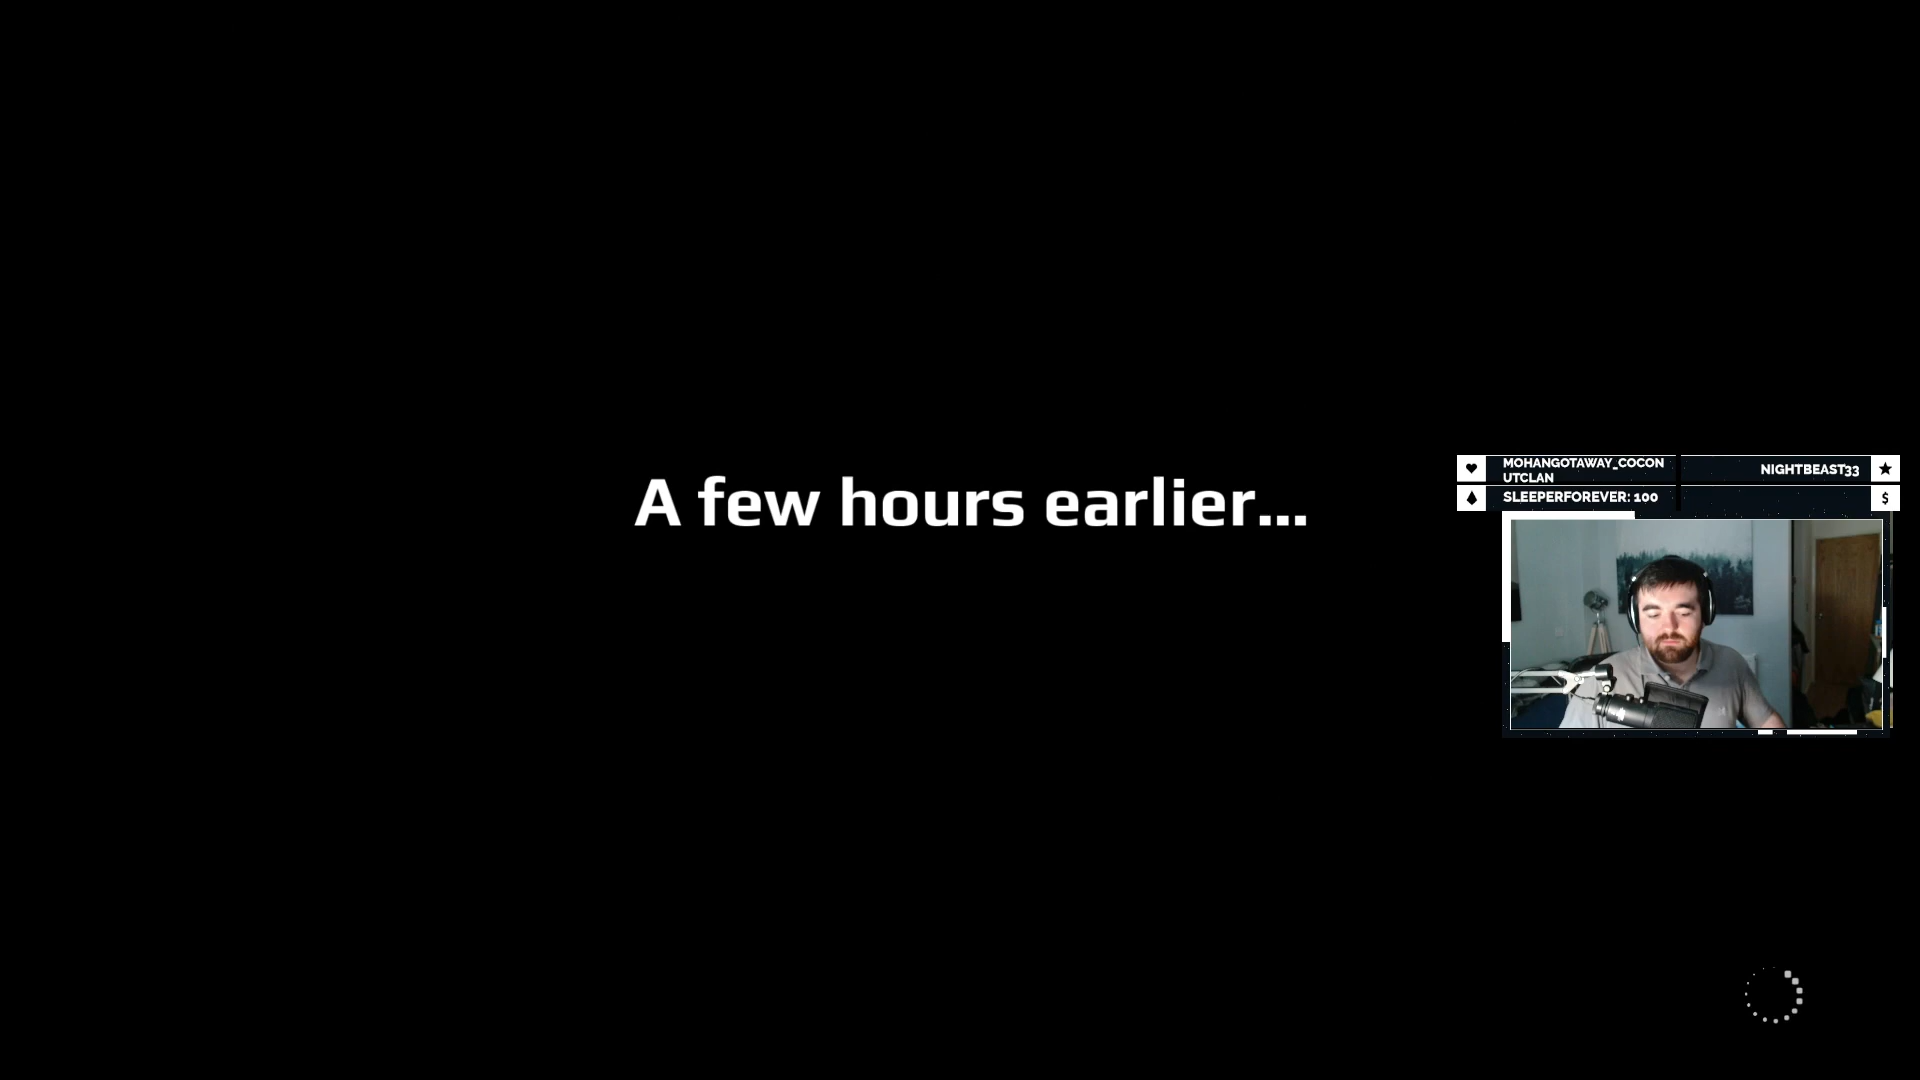 A few hours earlier...
MOHANGOTAWAY_COCON
UTCLAN
NIGHTBEAST33
SLEEPERFOREVER: 100
$